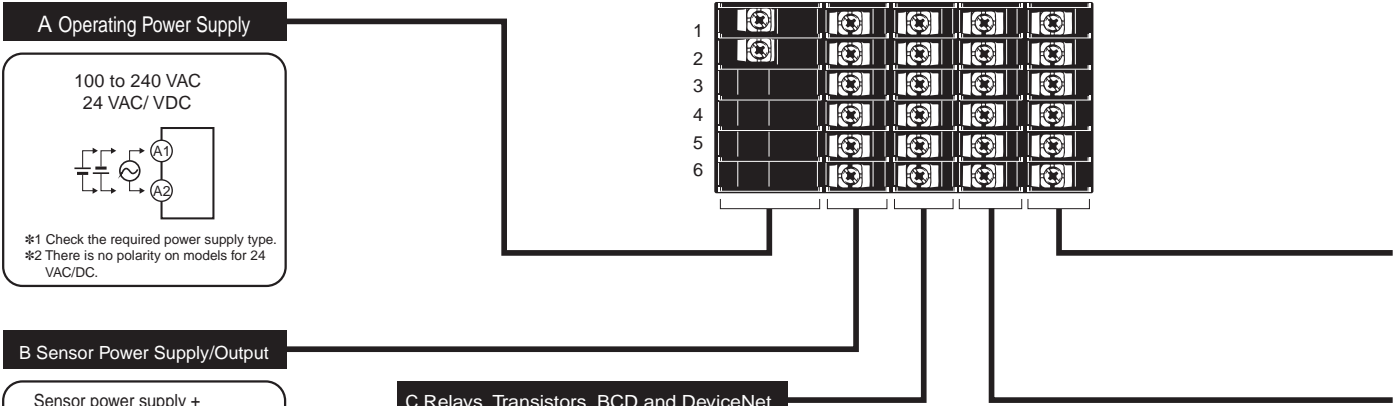 A Operating Power Supply
100 to 240 VAC
24 VAC/ VDC
A1
A2
✽1 Check the required power supply type.
✽2 There is no polarity on models for 24
VAC/DC.
1
2
3
4
5
6
B Sensor Power Supply/Output
Sensor power supply +
C Relays, Transistors, BCD and DeviceNet